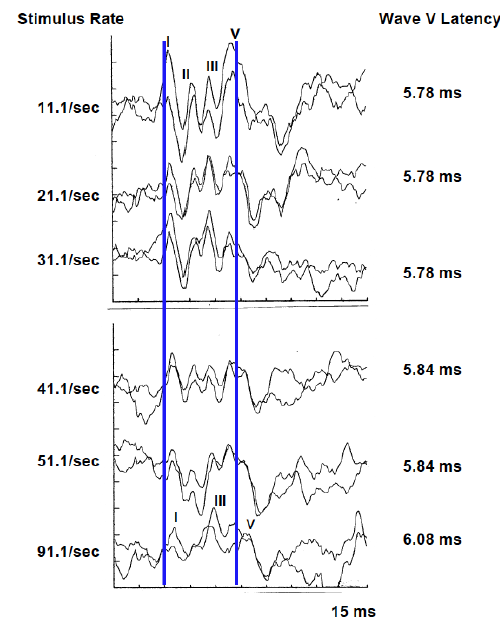 Stimulus Rate Wave V Latency
I V
II III
11.1/sec 5.78 ms
21.1/sec 5.78 ms
31.1/sec 5.78 ms
41.1/sec 5.84 ms
51.1/sec 5.84 ms
I III V
91.1/sec 6.08 ms
15 ms